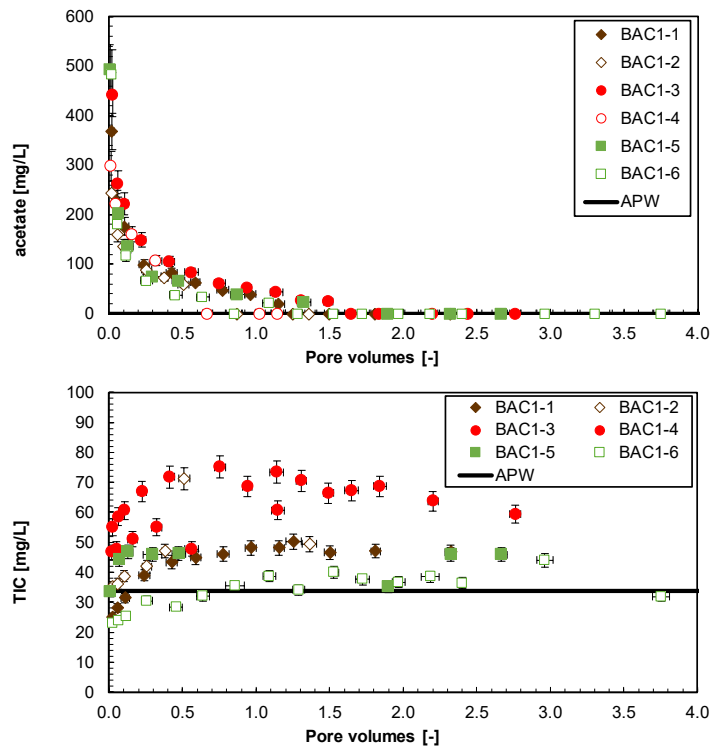 acetate [mg/L]
600
500
400
300
200
100
0
BAC1-1
BAC1-2
BAC1-3
BAC1-4
BAC1-5
BAC1-6
APW
0.0 0.5 1.0 1.5 2.0 2.5 3.0 3.5 4.0
Pore volumes [-]
TIC [mg/L]
100
90
80
70
60
50
40
30
20
10
0
BAC1-1 BAC1-2
BAC1-3 BAC1-4
BAC1-5 BAC1-6
APW
0.0 0.5 1.0 1.5 2.0 2.5 3.0 3.5 4.0
Pore volumes [-]